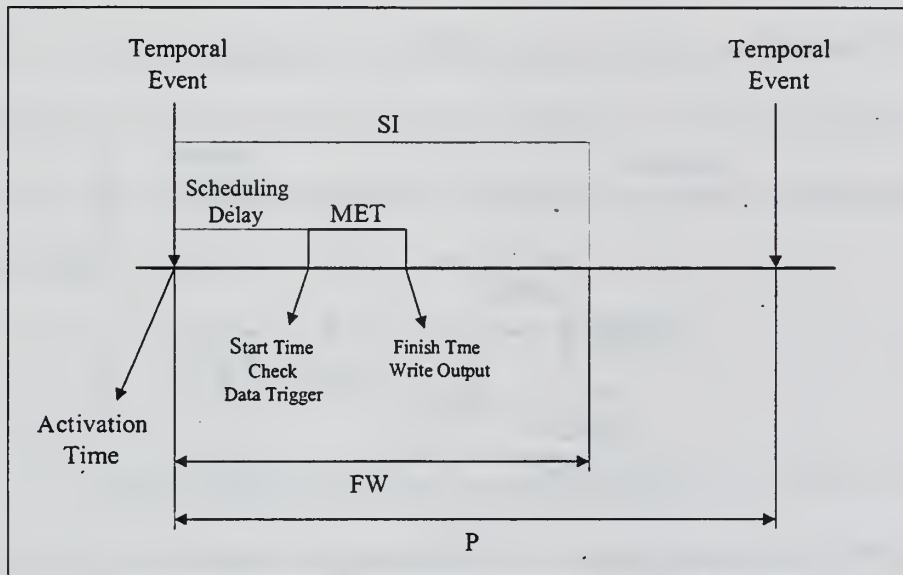 Temporal
Event
Temporal
Event
SI
Scheduling
Delay
MET
Start Time
Check
Data Trigger
Finish Tme
Write Output
Activation
Time
FW
P